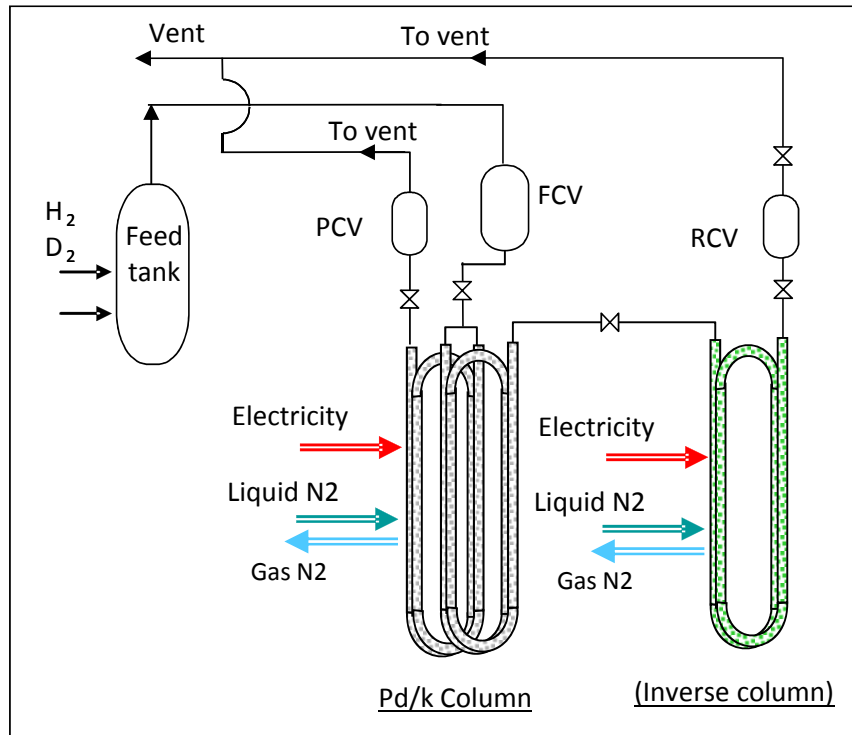 Vent
To vent
To vent
H₂
D₂
Feed
tank
PCV
FCV
RCV
Electricity
Liquid N2
Gas N2
Electricity
Liquid N2
Gas N2
Pd/k Column
(Inverse column)